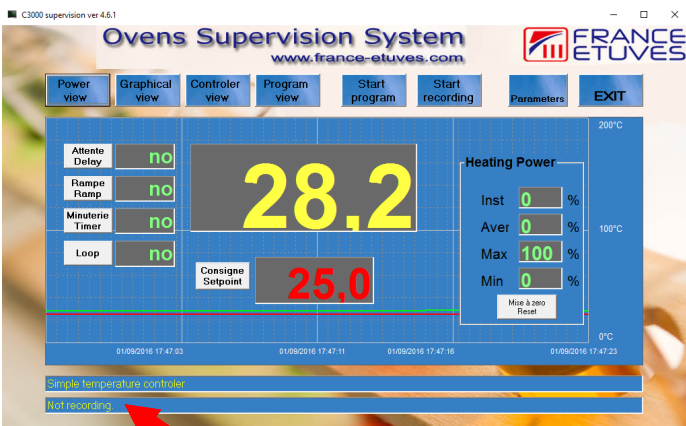 C3000 supervision ver 4.6.1
Ovens Supervision System
www.france-etuves.com
FRANCE
ETUVES
Power view
Graphical view
Controler view
Program view
Start program
Start recording
Parameters
EXIT
200°C
Attente
Delay
no
Rampe
Ramp
no
Minuterie
Timer
no
Loop
no
28,2
Consigne
Setpoint
25,0
Heating Power
Inst 0 %
Aver 0 %
Max 100 %
Min 0 %
Mise à zero
Reset
100°C
0°C
01/09/2016 17:47:03
01/09/2016 17:47:11
01/09/2016 17:47:16
01/09/2016 17:47:23
Simple temperature controler
Not recording.